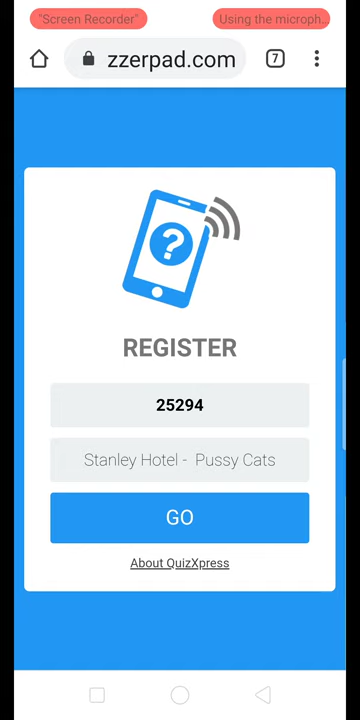 "Screen Recorder"
Using the microph...
zzerpad.com
7
?
REGISTER
25294
Stanley Hotel - Pussy Cats
GO
About QuizXpress